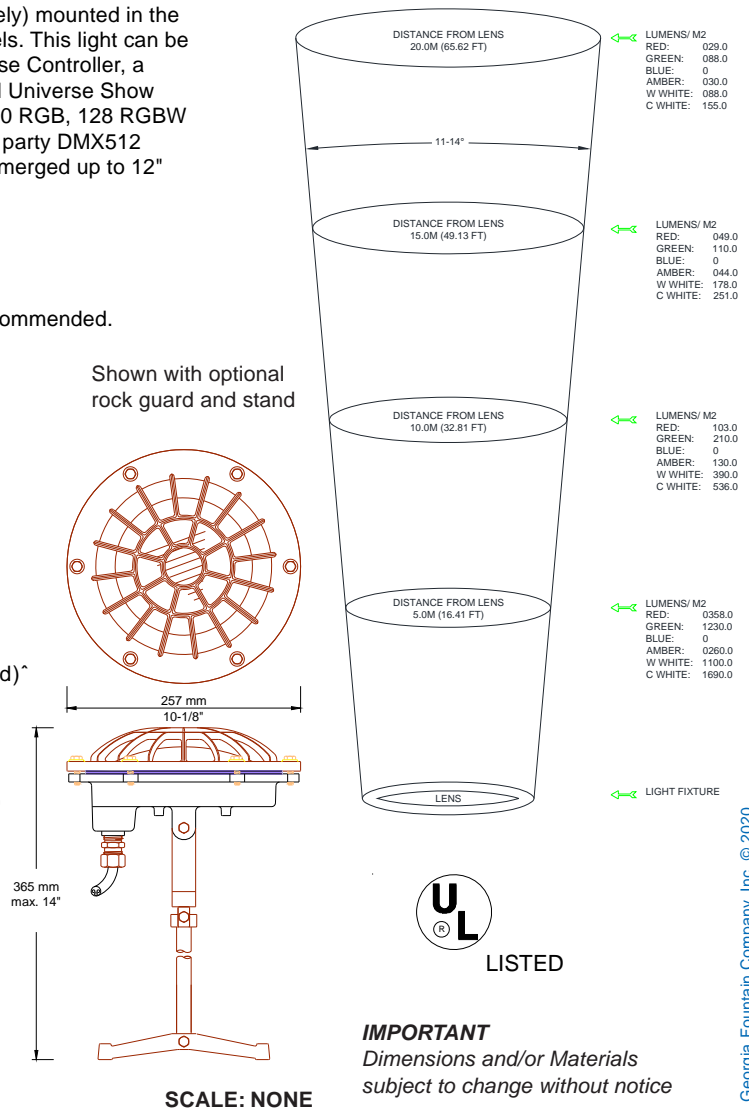 ely) mounted in the
els. This light can be
se Controller, a
Universe Show
0 RGB, 128 RGBW
party DMX512
merged up to 12"
commended.
Shown with optional
rock guard and stand
d)ˆ
257 mm
10-1/8"
365 mm
max. 14"
SCALE: NONE
DISTANCE FROM LENS
20.0M (65.62 FT)
LUMENS/ M2
RED: 029.0
GREEN: 088.0
BLUE: 0
AMBER: 030.0
W WHITE: 088.0
C WHITE: 155.0
11-14°
DISTANCE FROM LENS
15.0M (49.13 FT)
LUMENS/ M2
RED: 049.0
GREEN: 110.0
BLUE: 0
AMBER: 044.0
W WHITE: 178.0
C WHITE: 251.0
DISTANCE FROM LENS
10.0M (32.81 FT)
LUMENS/ M2
RED: 103.0
GREEN: 210.0
BLUE: 0
AMBER: 130.0
W WHITE: 390.0
C WHITE: 536.0
DISTANCE FROM LENS
5.0M (16.41 FT)
LUMENS/ M2
RED: 0358.0
GREEN: 1230.0
BLUE: 0
AMBER: 0260.0
W WHITE: 1100.0
C WHITE: 1690.0
LENS
LIGHT FIXTURE
UL
®
LISTED
IMPORTANT
Dimensions and/or Materials
subject to change without notice
Georgia Fountain Company, Inc. © 2020